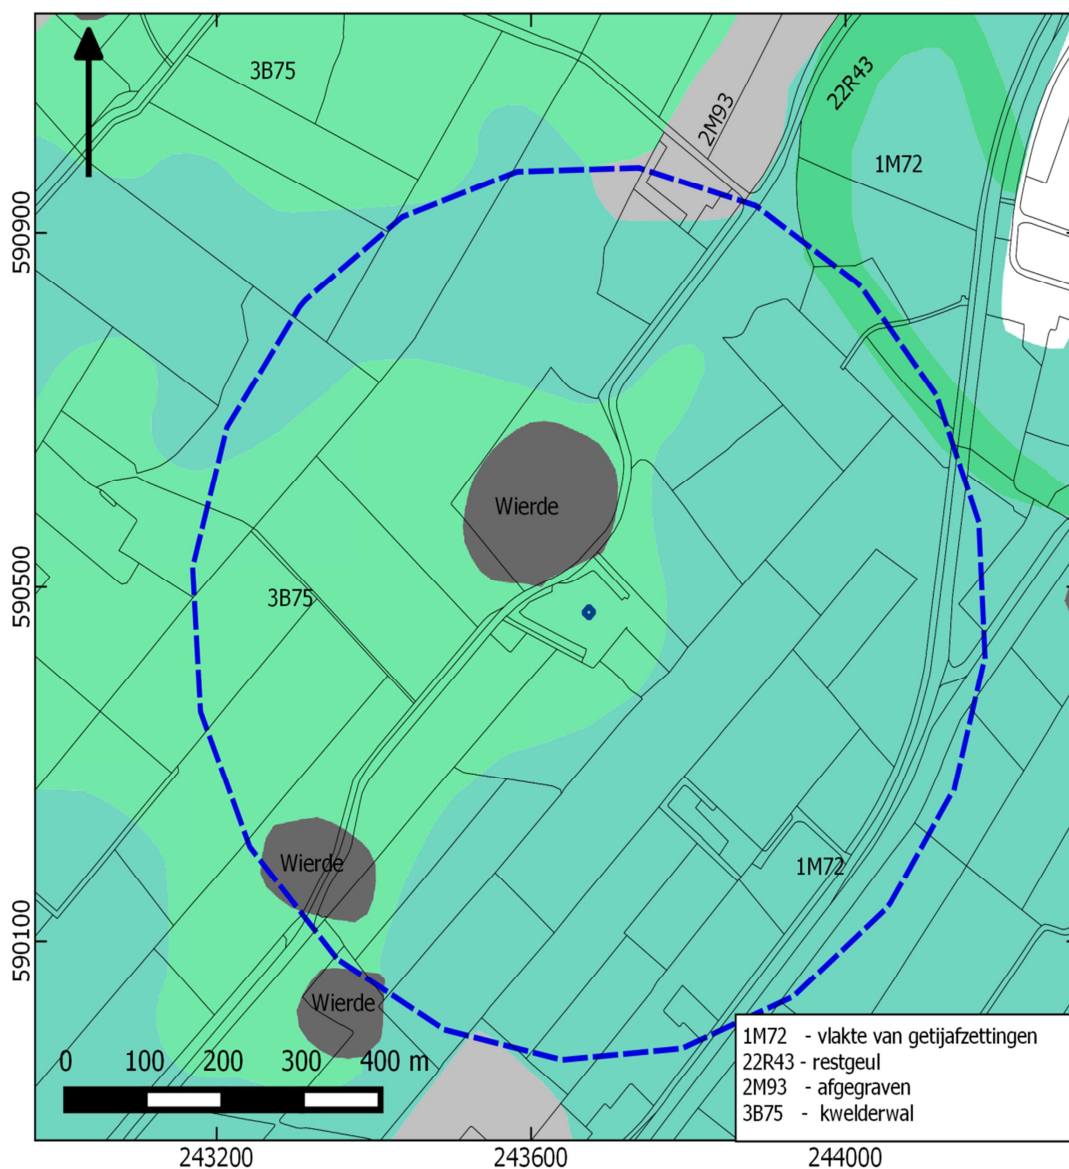 3B75
2M93
22R43
1M72
590900
Wierde
590500
3B75
Wierde
1M72
590100
Wierde
0 100 200 300 400 m
1M72 - vlakte van getijafzettingen
22R43 - restgeul
2M93 - afgegraven
3B75 - kwelderwal
243200 243600 244000